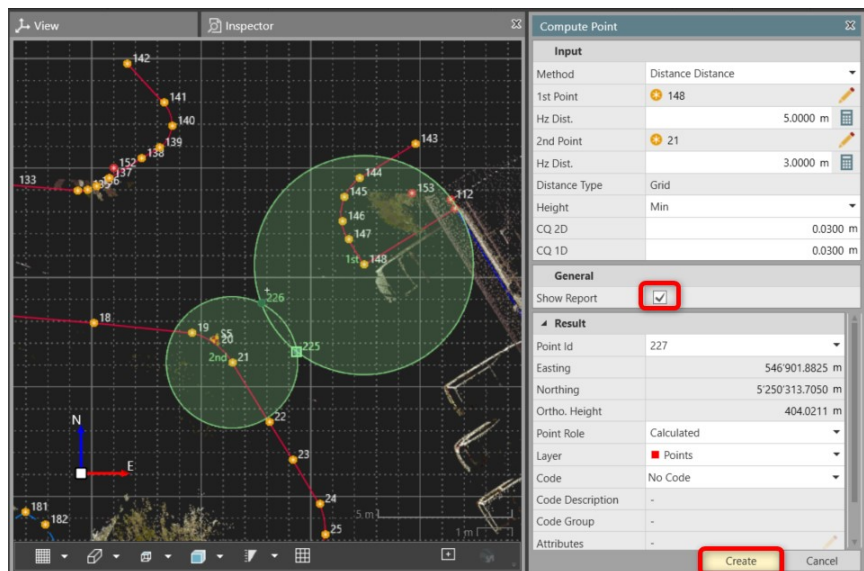 View
Inspector
142
141
140
139
138
152
137
133
143
144
145
153
112
146
147
1st
148
226
18
19
S5
20
225
2nd
21
22
N
23
E
24
181
182
25
5 m
1 m
Compute Point
Input
Method Distance Distance
1st Point 148
Hz Dist. 5.0000 m
2nd Point 21
Hz Dist. 3.0000 m
Distance Type Grid
Height Min
CQ 2D 0.0300 m
CQ 1D 0.0300 m
General
Show Report
Result
Point Id 227
Easting 546'901.8825 m
Northing 5'250'313.7050 m
Ortho. Height 404.0211 m
Point Role Calculated
Layer Points
Code No Code
Code Description -
Code Group -
Attributes -
Create Cancel